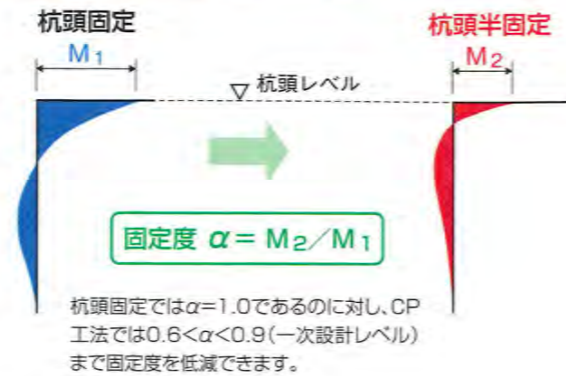 杭頭固定
M1
杭頭レベル
杭頭半固定
M2
固定度 α= M2／M1
杭頭固定ではα=1.0であるのに対し、CP
工法では0.6<α<0.9(一次設計レベル)
まで固定度を低減できます。